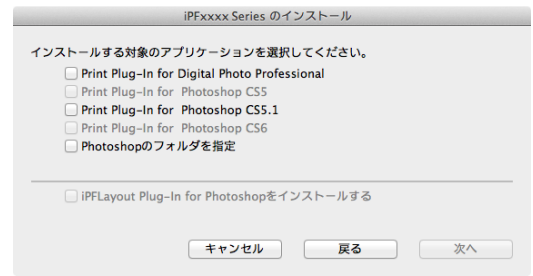 iPFxxxx Series のインストール
インストールする対象のアプリケーションを選択してください。
Print Plug-In for Digital Photo Professional
Print Plug-In for Photoshop CS5
Print Plug-In for Photoshop CS5.1
Print Plug-In for Photoshop CS6
Photoshopのフォルダを指定
iPFLayout Plug-In for Photoshopをインストールする
キャンセル 戻る 次へ